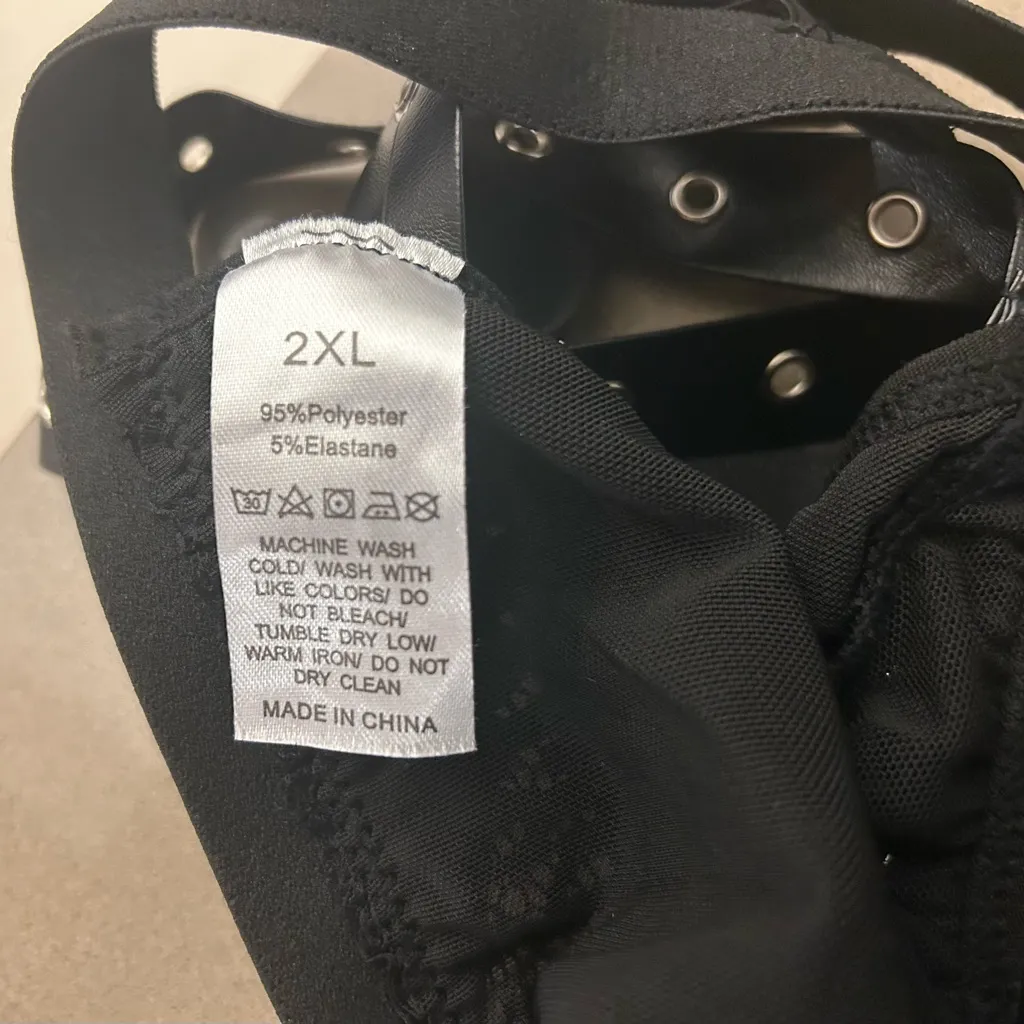 2XL
95%Polyester
5%Elastane
30
MACHINE WASH
COLD/ WASH WITH
LIKE COLORS/ DO
NOT BLEACH/
TUMBLE DRY LOW/
WARM IRON/ DO NOT
DRY CLEAN
MADE IN CHINA